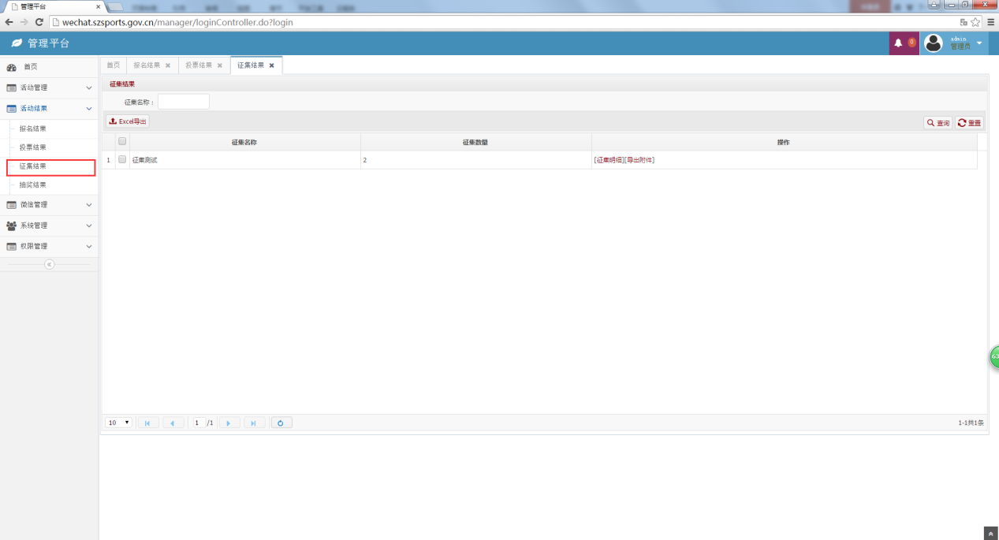 管理平台
wechat.szsports.gov.cn/manager/loginController.do?login
管理平台
0
admin
管理员
首页
活动管理
活动结果
报名结果
投票结果
征集结果
抽奖结果
微信管理
系统管理
权限管理
首页 报名结果 投票结果 征集结果
征集结果
征集名称：
Excel导出 查询 重置
征集名称 征集数量 操作
1 征集测试 2 [征集明细][导出附件]
10 1 /1 1-1共1条
63